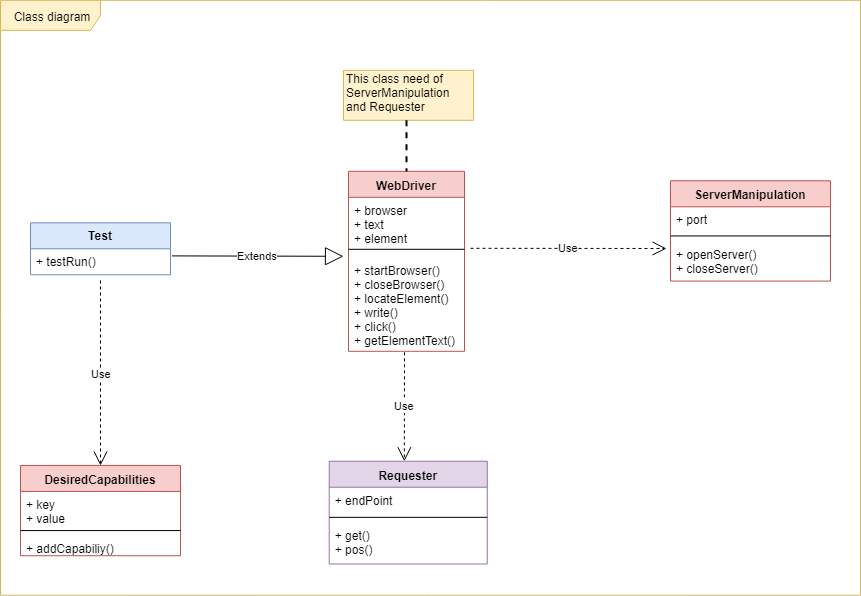 Class diagram
This class need of
ServerManipulation
and Requester
WebDriver
+ browser
+ text
+ element
+ startBrowser()
+ closeBrowser()
+ locateElement()
+ write()
+ click()
+ getElementText()
ServerManipulation
+ port
+ openServer()
+ closeServer()
Test
+ testRun()
Extends
Use
Use
Use
DesiredCapabilities
+ key
+ value
+ addCapabiliy()
Requester
+ endPoint
+ get()
+ pos()